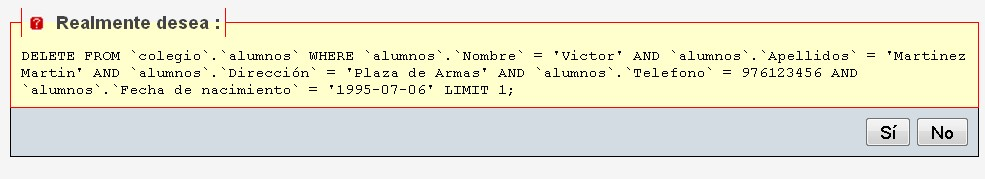 Realmente desea :
DELETE FROM `colegio`.`alumnos` WHERE `alumnos`.`Nombre` = 'Victor' AND `alumnos`.`Apellidos` = 'Martinez
Martin' AND `alumnos`.`Dirección` = 'Plaza de Armas' AND `alumnos`.`Telefono` = 976123456 AND
`alumnos`.`Fecha de nacimiento` = '1995-07-06' LIMIT 1;
Sí No